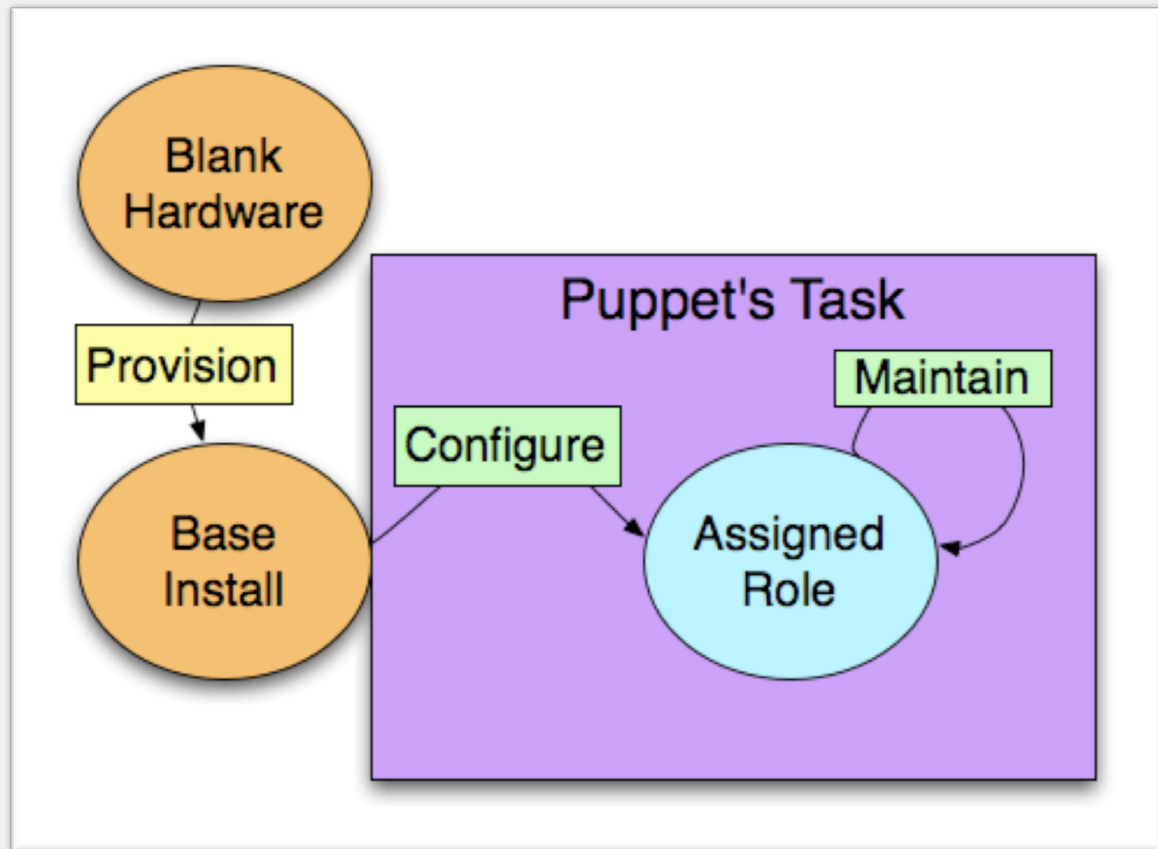 Blank
Hardware
Provision
Base
Install
Puppet's Task
Configure
Maintain
Assigned
Role